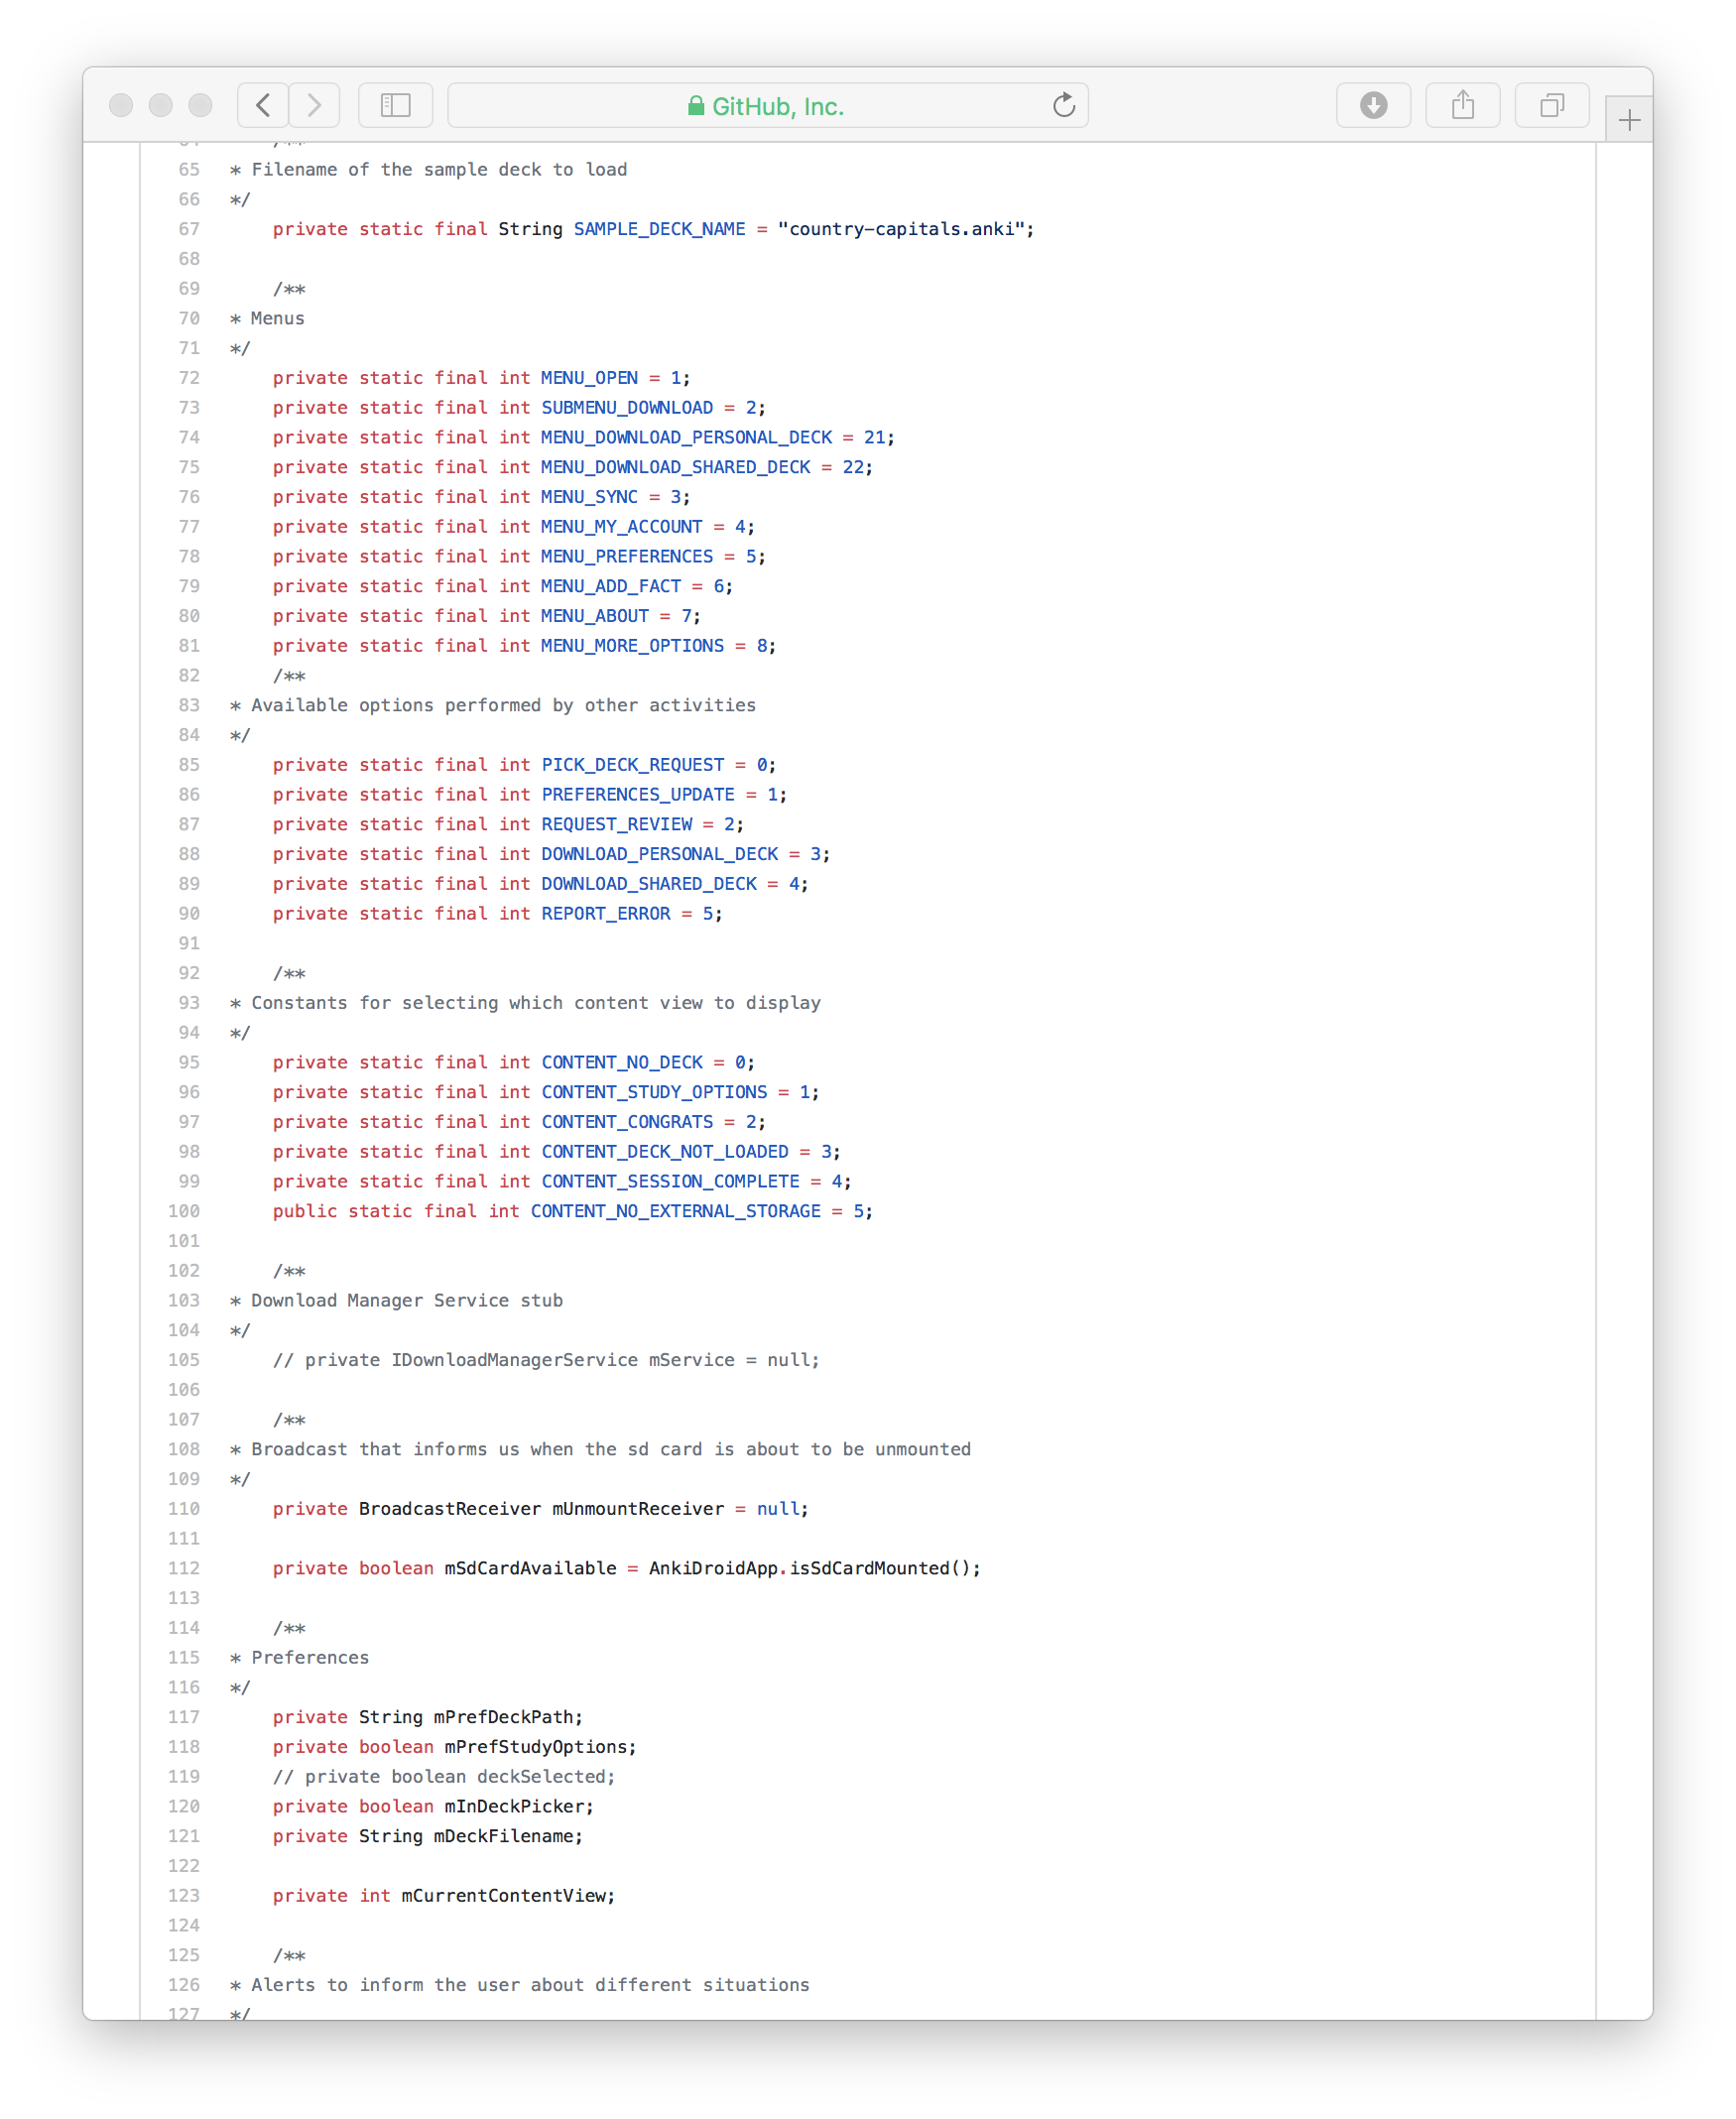 GitHub, Inc.
65 * Filename of the sample deck to load
66 */
67     private static final String SAMPLE_DECK_NAME = "country-capitals.anki";
68
69     /**
70 * Menus
71 */
72     private static final int MENU_OPEN = 1;
73     private static final int SUBMENU_DOWNLOAD = 2;
74     private static final int MENU_DOWNLOAD_PERSONAL_DECK = 21;
75     private static final int MENU_DOWNLOAD_SHARED_DECK = 22;
76     private static final int MENU_SYNC = 3;
77     private static final int MENU_MY_ACCOUNT = 4;
78     private static final int MENU_PREFERENCES = 5;
79     private static final int MENU_ADD_FACT = 6;
80     private static final int MENU_ABOUT = 7;
81     private static final int MENU_MORE_OPTIONS = 8;
82     /**
83 * Available options performed by other activities
84 */
85     private static final int PICK_DECK_REQUEST = 0;
86     private static final int PREFERENCES_UPDATE = 1;
87     private static final int REQUEST_REVIEW = 2;
88     private static final int DOWNLOAD_PERSONAL_DECK = 3;
89     private static final int DOWNLOAD_SHARED_DECK = 4;
90     private static final int REPORT_ERROR = 5;
91
92     /**
93 * Constants for selecting which content view to display
94 */
95     private static final int CONTENT_NO_DECK = 0;
96     private static final int CONTENT_STUDY_OPTIONS = 1;
97     private static final int CONTENT_CONGRATS = 2;
98     private static final int CONTENT_DECK_NOT_LOADED = 3;
99     private static final int CONTENT_SESSION_COMPLETE = 4;
100     public static final int CONTENT_NO_EXTERNAL_STORAGE = 5;
101
102     /**
103 * Download Manager Service stub
104 */
105     // private IDownloadManagerService mService = null;
106
107     /**
108 * Broadcast that informs us when the sd card is about to be unmounted
109 */
110     private BroadcastReceiver mUnmountReceiver = null;
111
112     private boolean mSdCardAvailable = AnkiDroidApp.isSdCardMounted();
113
114     /**
115 * Preferences
116 */
117     private String mPrefDeckPath;
118     private boolean mPrefStudyOptions;
119     // private boolean deckSelected;
120     private boolean mInDeckPicker;
121     private String mDeckFilename;
122
123     private int mCurrentContentView;
124
125     /**
126 * Alerts to inform the user about different situations
127 */